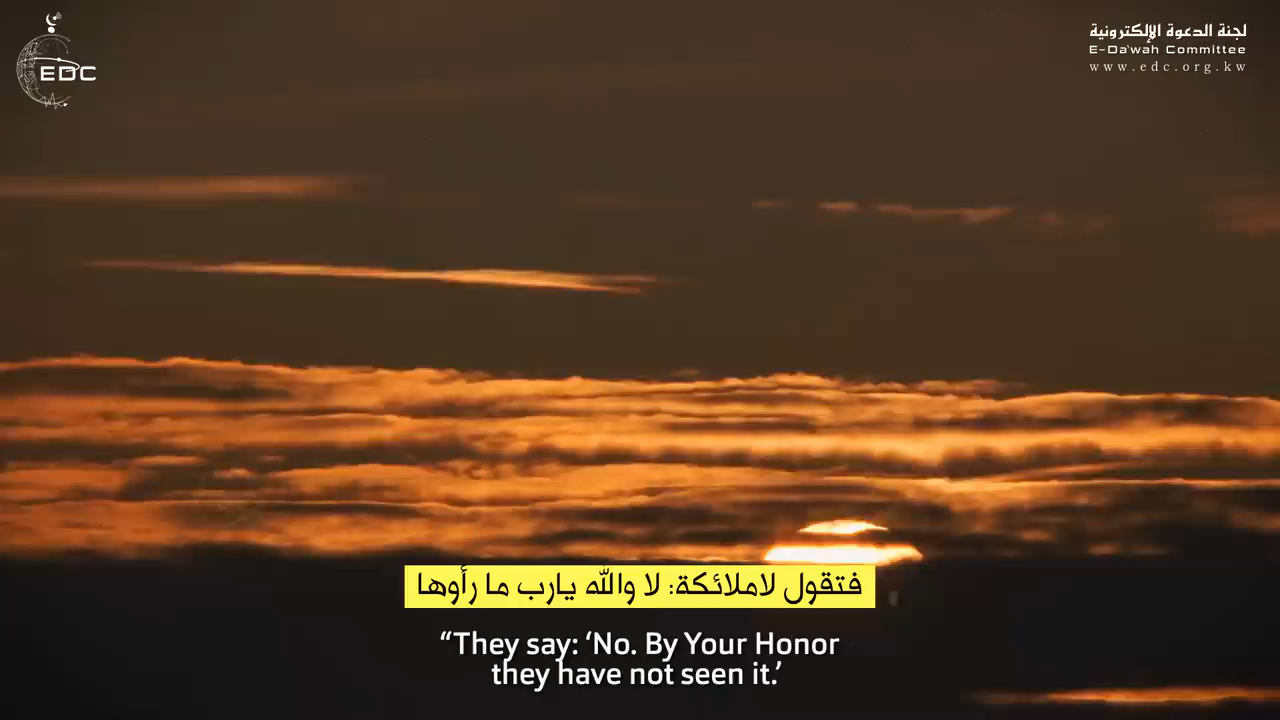 EDC
لجنة الدعوة الإلكترونية
E-Da'wah Committee
www.edc.org.kw
فتقول لاملائكة: لا والله يارب ما رأوها
“They say: ‘No. By Your Honor
they have not seen it.’